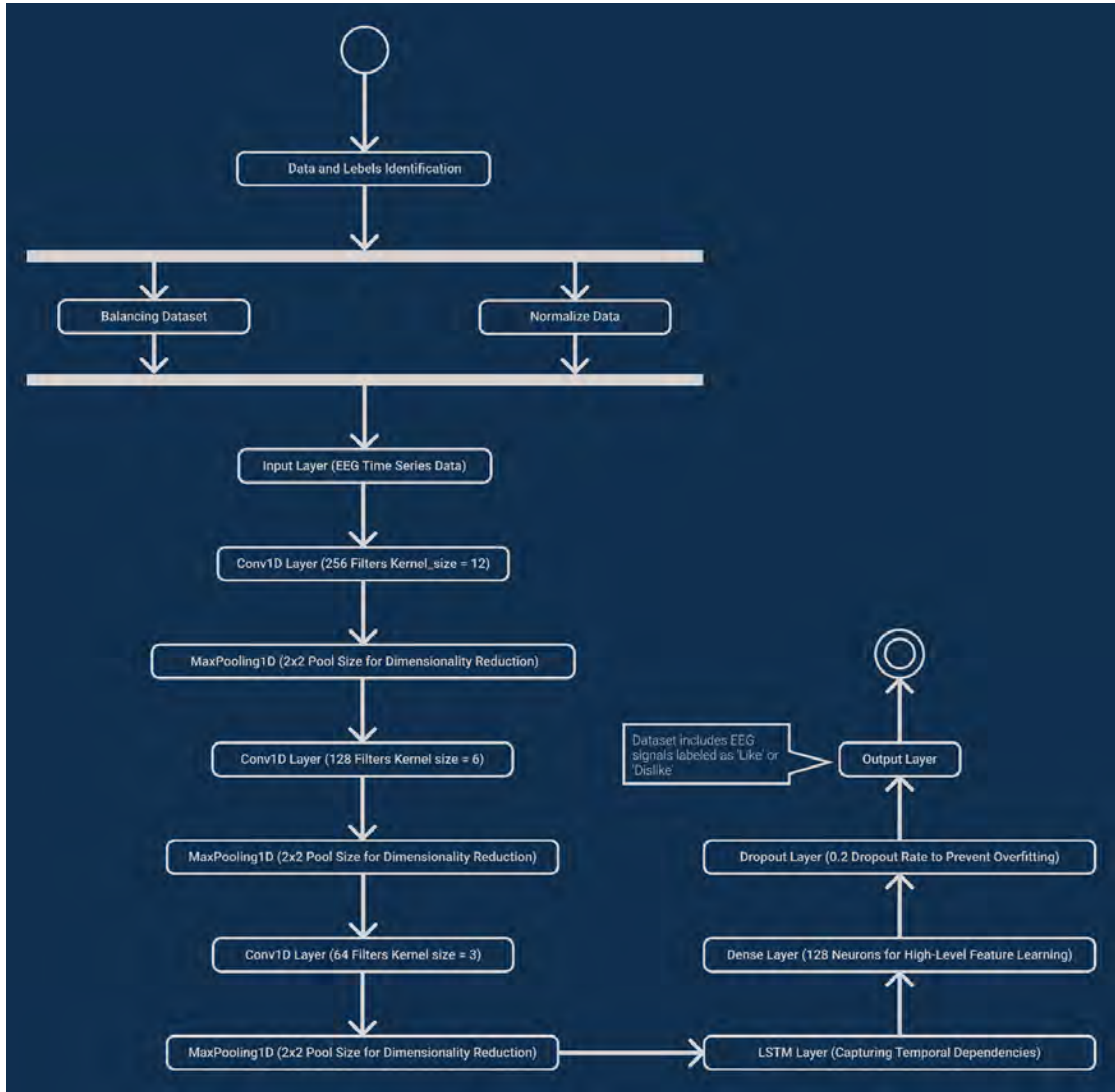 Data and Lebels Identification
Balancing Dataset
Normalize Data
Input Layer (EEG Time Series Data)
Conv1D Layer (256 Filters Kernel_size = 12)
MaxPooling1D (2x2 Pool Size for Dimensionality Reduction)
Conv1D Layer (128 Filters Kernel size = 6)
MaxPooling1D (2x2 Pool Size for Dimensionality Reduction)
Conv1D Layer (64 Filters Kernel size = 3)
MaxPooling1D (2x2 Pool Size for Dimensionality Reduction)
LSTM Layer (Capturing Temporal Dependencies)
Dense Layer (128 Neurons for High-Level Feature Learning)
Dropout Layer (0.2 Dropout Rate to Prevent Overfitting)
Output Layer
Dataset includes EEG
signals labeled as 'Like' or
'Dislike'